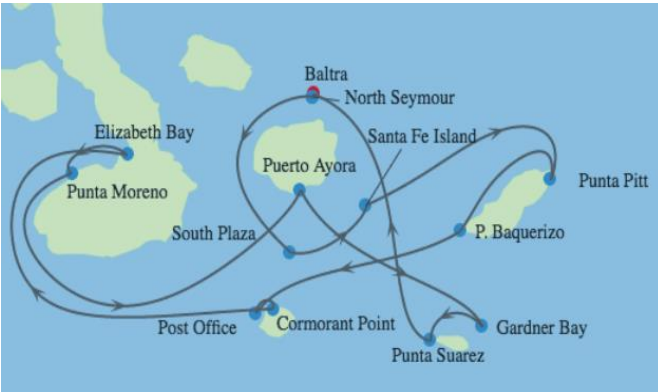 Baltra
North Seymour
Elizabeth Bay
Santa Fe Island
Puerto Ayora
Punta Moreno
Punta Pitt
South Plaza
P. Baquerizo
Post Office
Cormorant Point
Gardner Bay
Punta Suarez